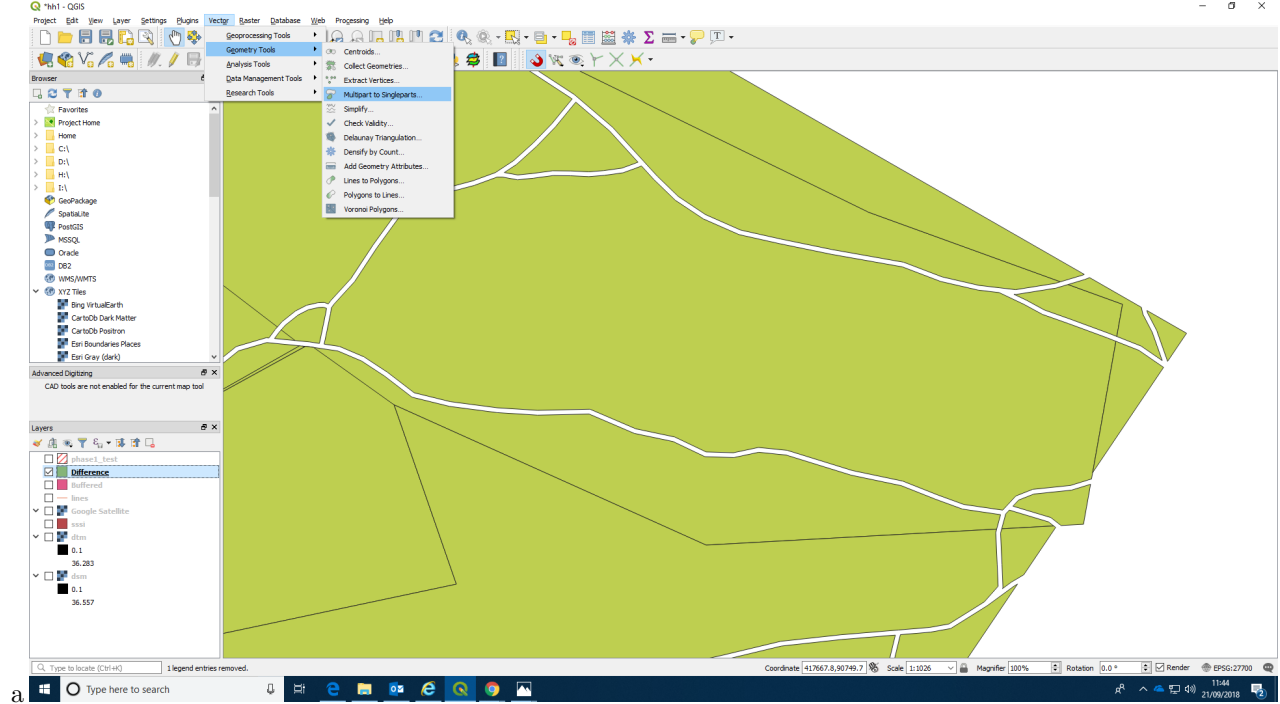 *hh1 - QGIS
Project Edit View Layer Settings Plugins Vector Raster Database Web Processing Help
Geoprocessing Tools
Geometry Tools
Analysis Tools
Data Management Tools
Research Tools
Centroids...
Collect Geometries...
Extract Vertices...
Multipart to Singleparts...
Simplify...
Check Validity...
Delaunay Triangulation...
Densify by Count...
Add Geometry Attributes...
Lines to Polygons...
Polygons to Lines...
Voronoi Polygons...
Browser
Favorites
Project Home
Home
C:\
D:\
H:\
I:\
GeoPackage
SpatiaLite
PostGIS
MSSQL
Oracle
DB2
WMS/WMTS
XYZ Tiles
Bing VirtualEarth
CartoDb Dark Matter
CartoDb Positron
Esri Boundaries Places
Esri Gray (dark)
Advanced Digitizing
CAD tools are not enabled for the current map tool
Layers
phase1_test
Difference
Buffered
lines
Google Satellite
sssi
dtm
0.1
36.283
dsm
0.1
36.557
Type to locate (Ctrl+K) 1 legend entries removed. Coordinate 417667.8,90749.7 Scale 1:1026 Magnifier 100% Rotation 0.0 ° Render EPSG:27700
a Type here to search 11:44
21/09/2018